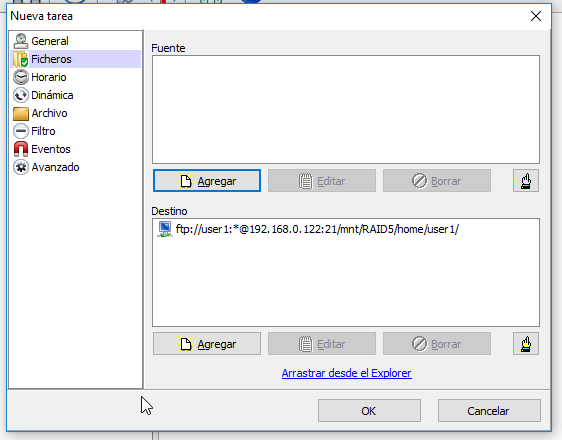 Nueva tarea
General
Ficheros
Horario
Dinámica
Archivo
Filtro
Eventos
Avanzado
Fuente
Agregar
Editar
Borrar
Destino
ftp://user1:*@192.168.0.122:21/mnt/RAID5/home/user1/
Agregar
Editar
Borrar
Arrastrar desde el Explorer
OK
Cancelar